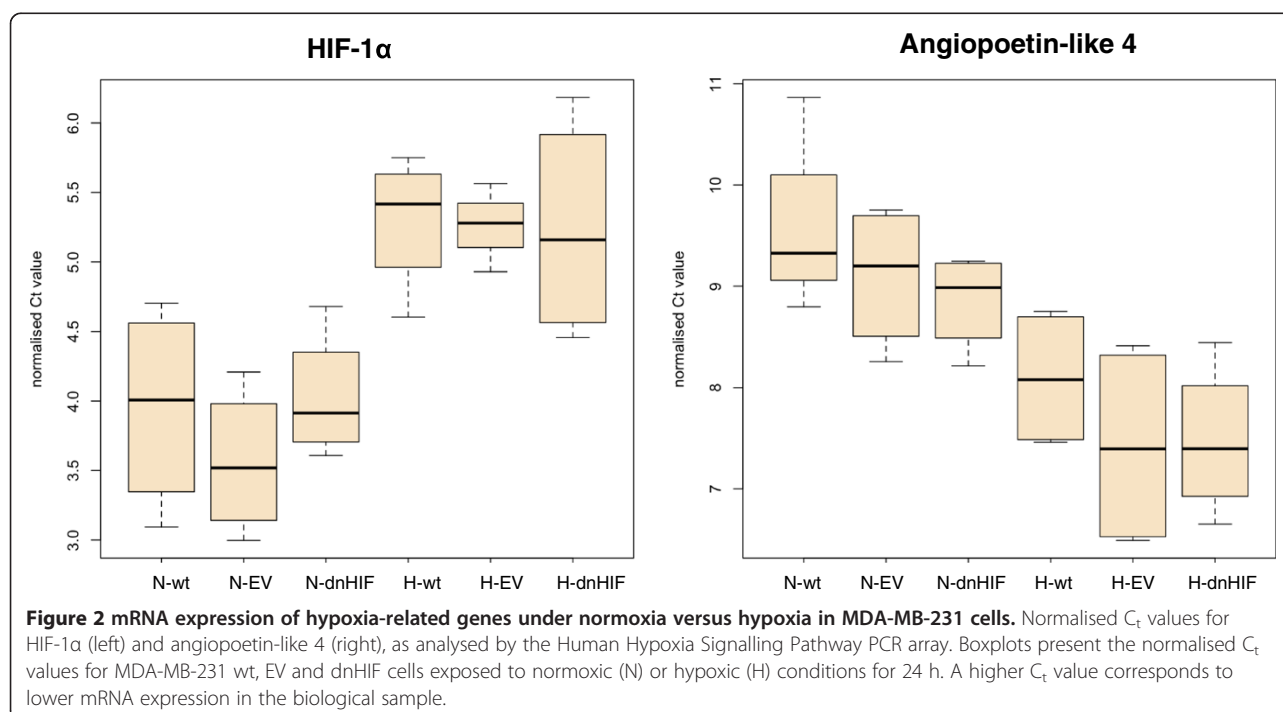 HIF-1α
Angiopoetin-like 4
normalised Ct value
6.0
5.5
5.0
4.5
4.0
3.5
3.0
N-wt N-EV N-dnHIF H-wt H-EV H-dnHIF
normalised Ct value
11
10
9
8
7
N-wt N-EV N-dnHIF H-wt H-EV H-dnHIF
Figure 2 mRNA expression of hypoxia-related genes under normoxia versus hypoxia in MDA-MB-231 cells. Normalised Ct values for
HIF-1α (left) and angiopoetin-like 4 (right), as analysed by the Human Hypoxia Signalling Pathway PCR array. Boxplots present the normalised Ct
values for MDA-MB-231 wt, EV and dnHIF cells exposed to normoxic (N) or hypoxic (H) conditions for 24 h. A higher Ct value corresponds to
lower mRNA expression in the biological sample.